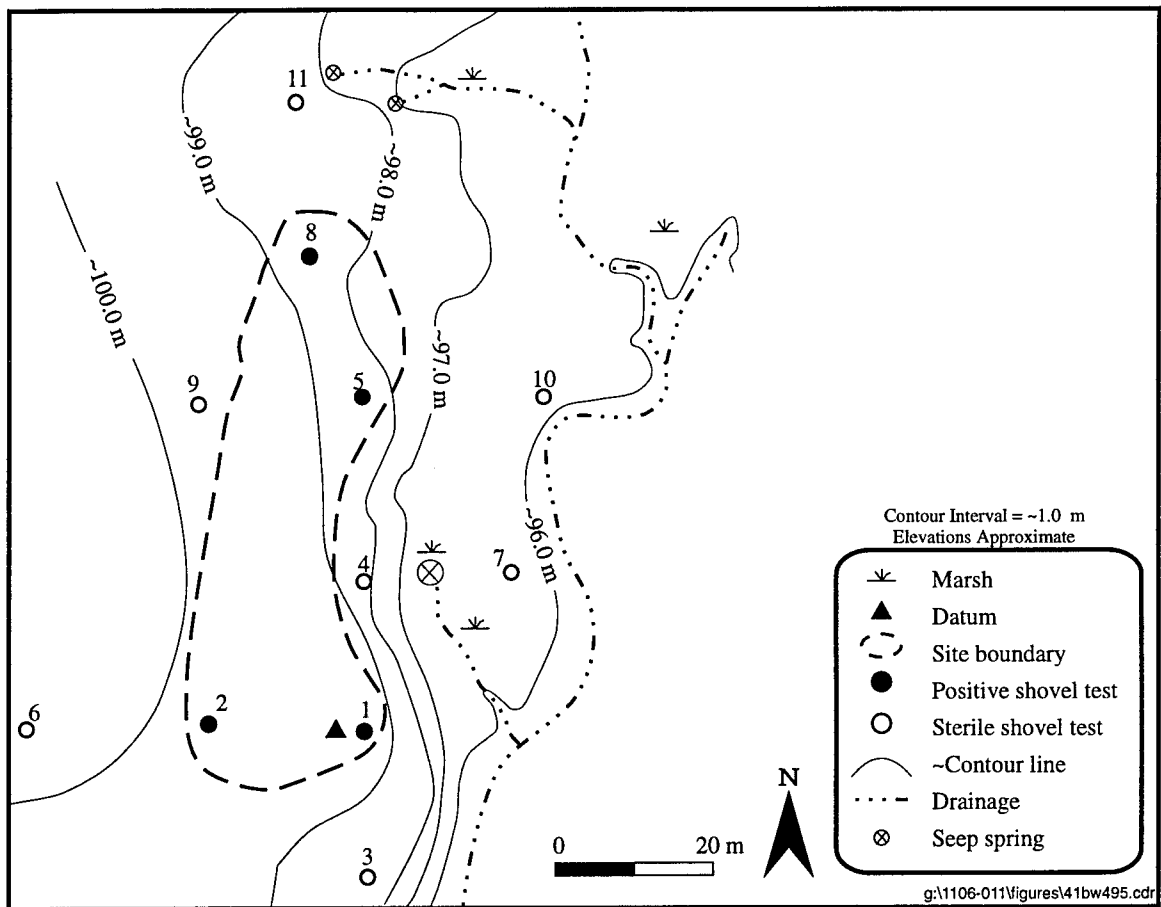 11
~99.0 m
~98.0 m
8
~100.0 m
~97.0 m
9
5
10
~96.0 m
4
7
6
2
1
3
0
20 m
N
Contour Interval = ~1.0 m
Elevations Approximate
Marsh
Datum
Site boundary
Positive shovel test
Sterile shovel test
~Contour line
Drainage
Seep spring
g:\1106-011\figures\41bw495.cdr